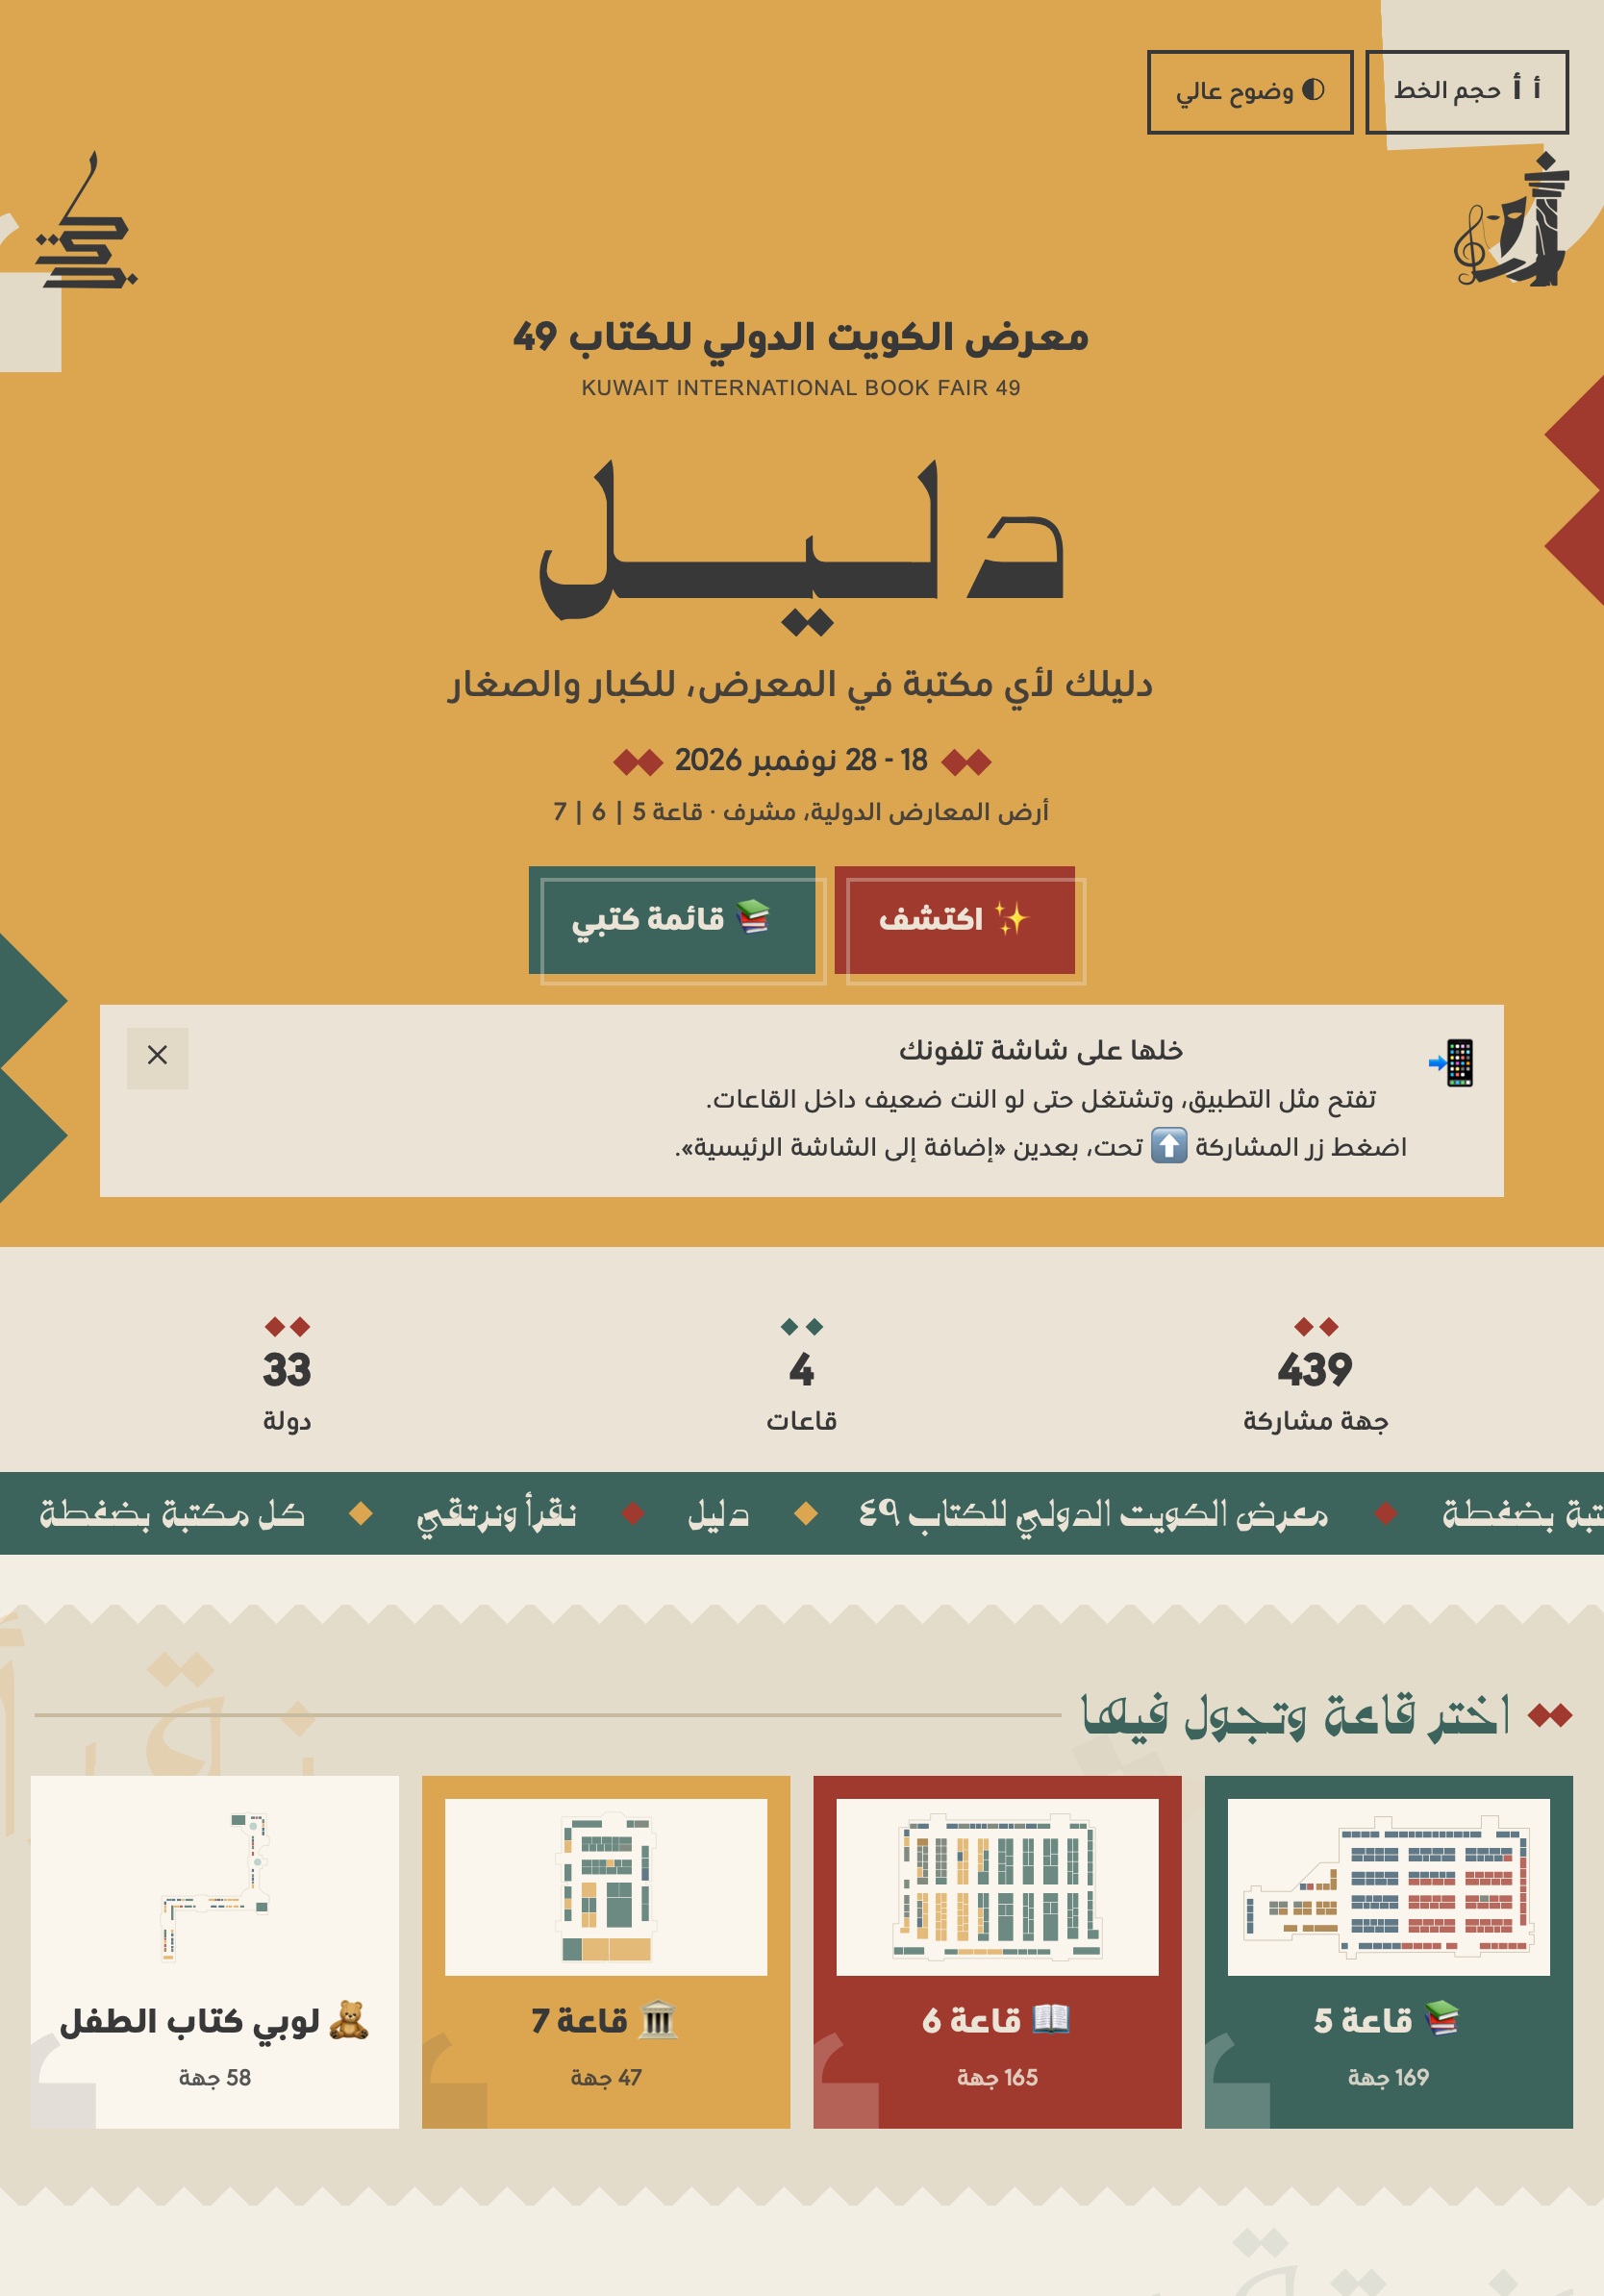 أ أ حجم الخط
وضوح عالي
معرض الكويت الدولي للكتاب 49
KUWAIT INTERNATIONAL BOOK FAIR 49
دليل
دليلك لأي مكتبة في المعرض، للكبار والصغار
18 - 28 نوفمبر 2026
أرض المعارض الدولية، مشرف · قاعة 5 | 6 | 7
اكتشف
قائمة كتبي
خلها على شاشة تلفونك
تفتح مثل التطبيق، وتشتغل حتى لو النت ضعيف داخل القاعات.
اضغط زر المشاركة ⬆️ تحت، بعدين «إضافة إلى الشاشة الرئيسية».
439
جهة مشاركة
4
قاعات
33
دولة
تبة بضغطة ◆ معرض الكويت الدولي للكتاب ٤٩ ◆ دليل ◆ نقرأ ونرتقي ◆ كل مكتبة بضغطة
اختر قاعة وتجول فيها
قاعة 5
169 جهة
قاعة 6
165 جهة
قاعة 7
47 جهة
لوبي كتاب الطفل
58 جهة